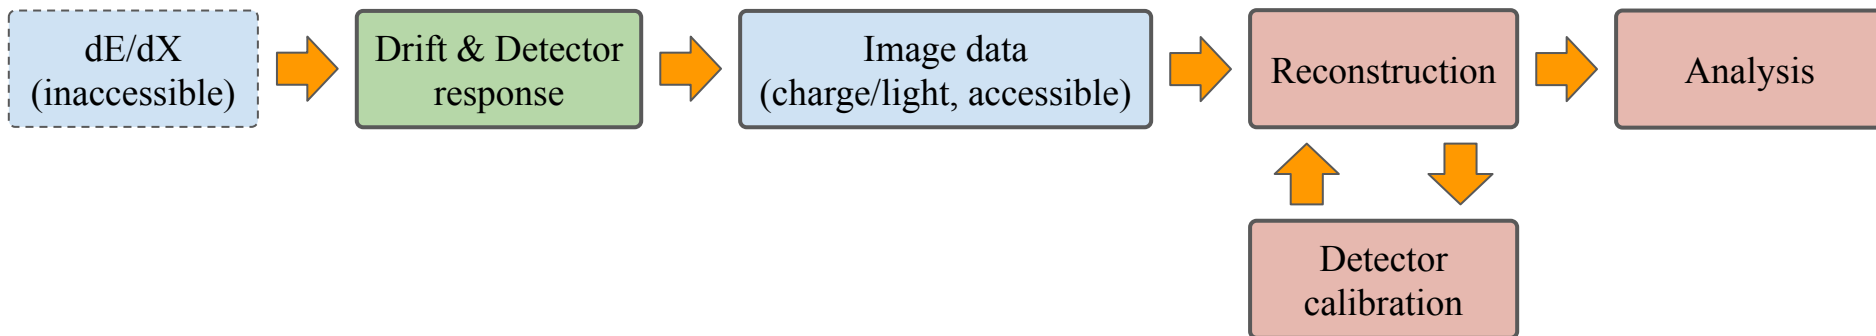 dE/dX
(inaccessible)
Drift & Detector
response
Image data
(charge/light, accessible)
Reconstruction
Analysis
Detector
calibration